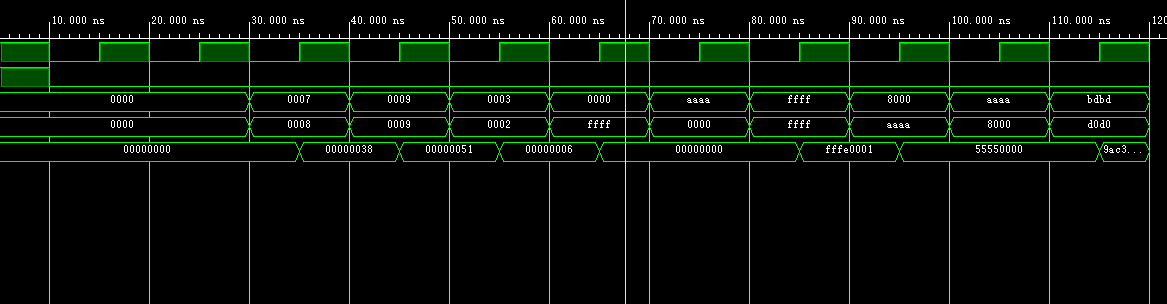 10.000 ns 20.000 ns 30.000 ns 40.000 ns 50.000 ns 60.000 ns 70.000 ns 80.000 ns 90.000 ns 100.000 ns 110.000 ns 120
0000 0007 0009 0003 0000 aaaa ffff 8000 aaaa bdbd
0000 0008 0009 0002 ffff 0000 ffff aaaa 8000 d0d0
00000000 00000038 00000051 00000006 00000000 fffe0001 55550000 9ac3...